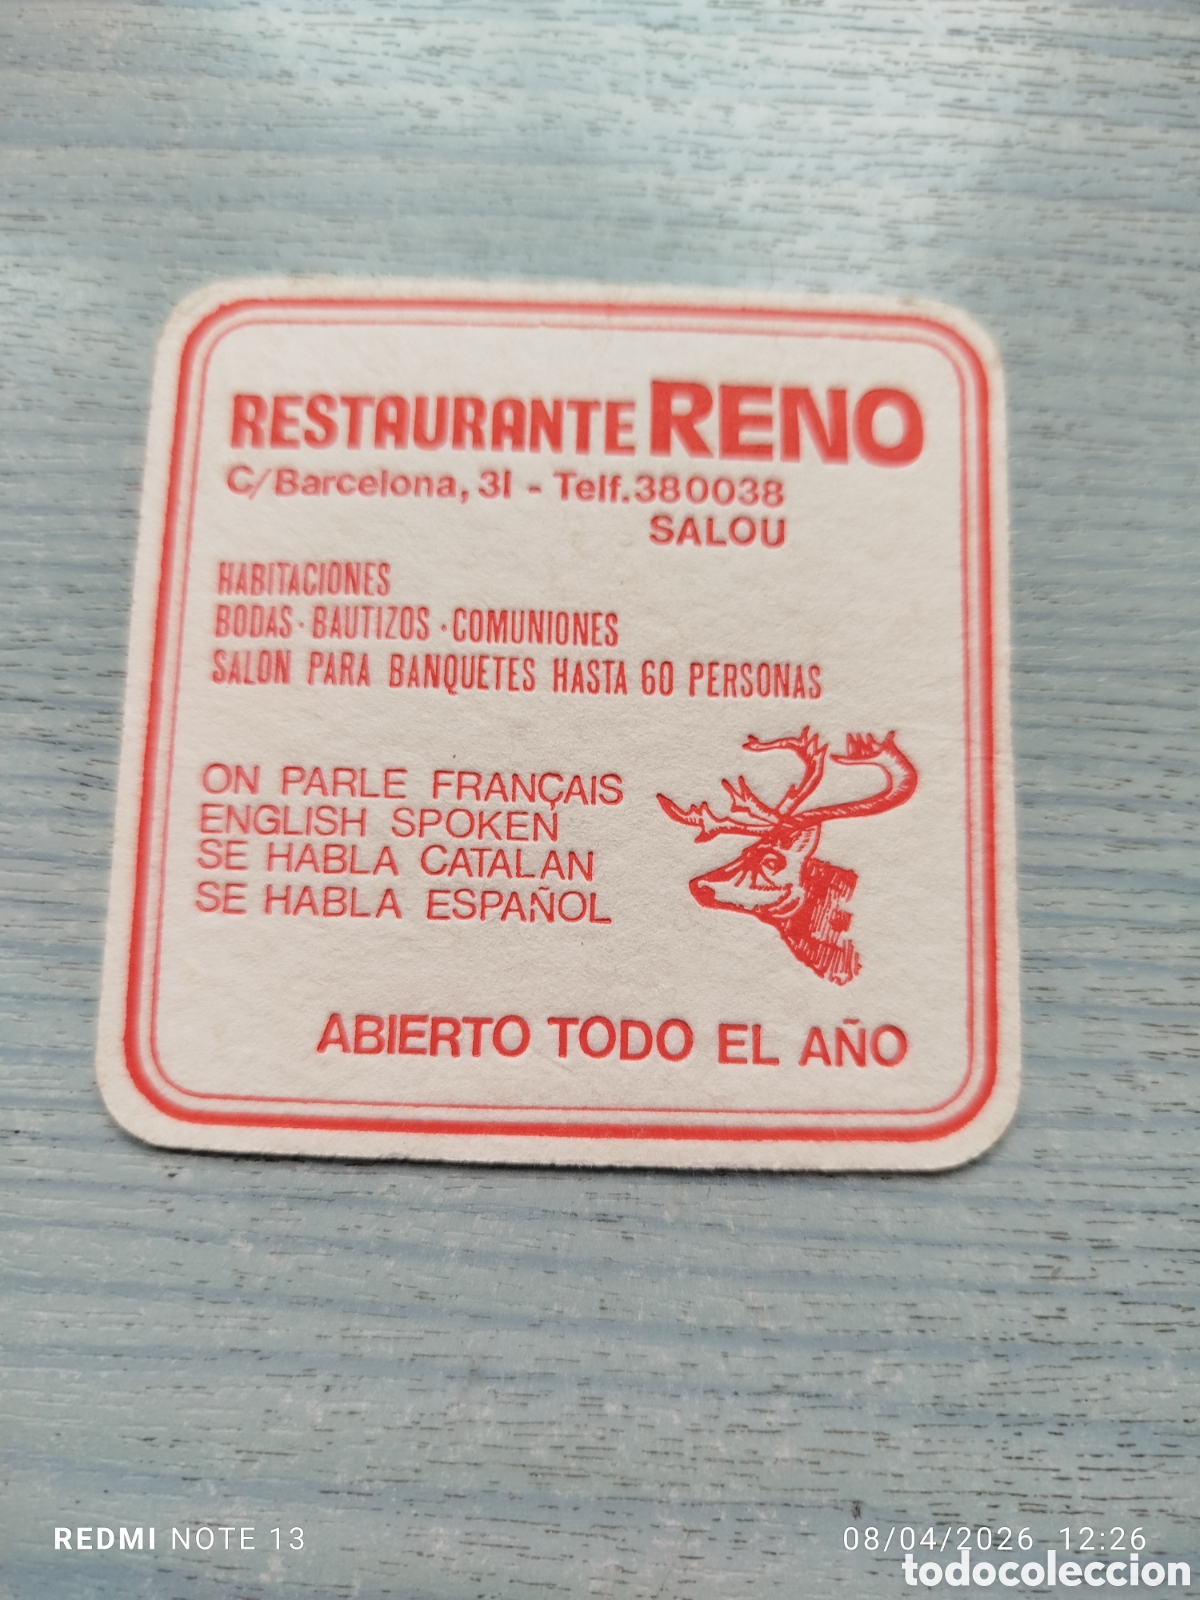 RESTAURANTE RENO
C/Barcelona, 31 - Telf. 380038
SALOU
HABITACIONES
BODAS · BAUTIZOS · COMUNIONES
SALON PARA BANQUETES HASTA 60 PERSONAS
ON PARLE FRANÇAIS
ENGLISH SPOKEN
SE HABLA CATALAN
SE HABLA ESPAÑOL
ABIERTO TODO EL AÑO
REDMI NOTE 13
08/04/2026 12:26
todocoleccion